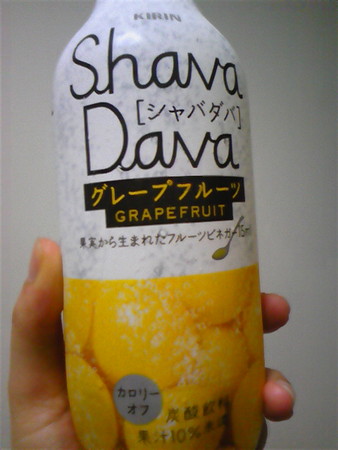 KIRIN
Shava
[シャバダバ]
Dava
グレープフルーツ
GRAPEFRUIT
果実から生まれたフルーツビネガー15ml
カロリー
オフ
炭酸飲料
果汁10%未満